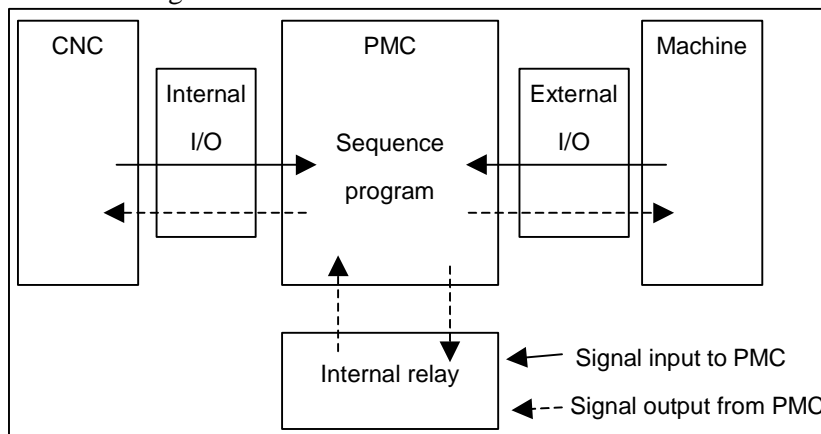 CNC
PMC
Machine
Internal
I/O
External
I/O
Sequence
program
Internal relay
Signal input to PMC
Signal output from PMC